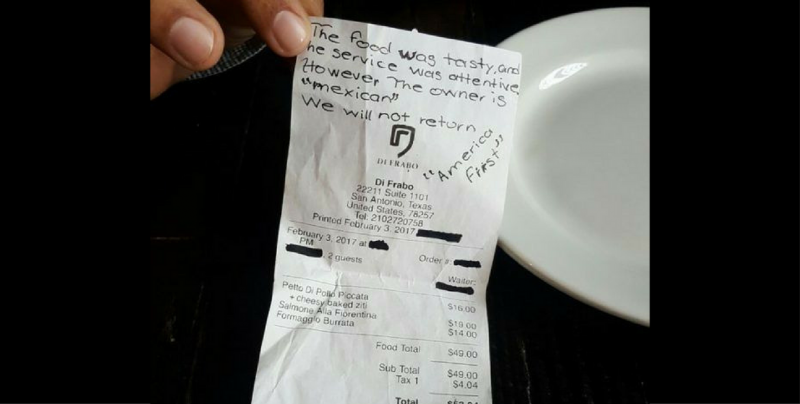 The food was tasty, and
the service was attentive
However, The owner is
"mexican"
We will not return
"America
First"
DI FRABO
Di Frabo
22211 Suite 1101
San Antonio, Texas
United States, 78257
Tel: 2102720758
Printed February 3, 2017
February 3, 2017 at
PM
Order #:
, 2 guests
Waiter:
Petto Di Pollo Piccata $16.00
+ cheesy baked ziti
Salmone Alla Fiorentina $19.00
Formaggio Burrata $14.00
Food Total $49.00
Sub Total $49.00
Tax 1 $4.04
Total